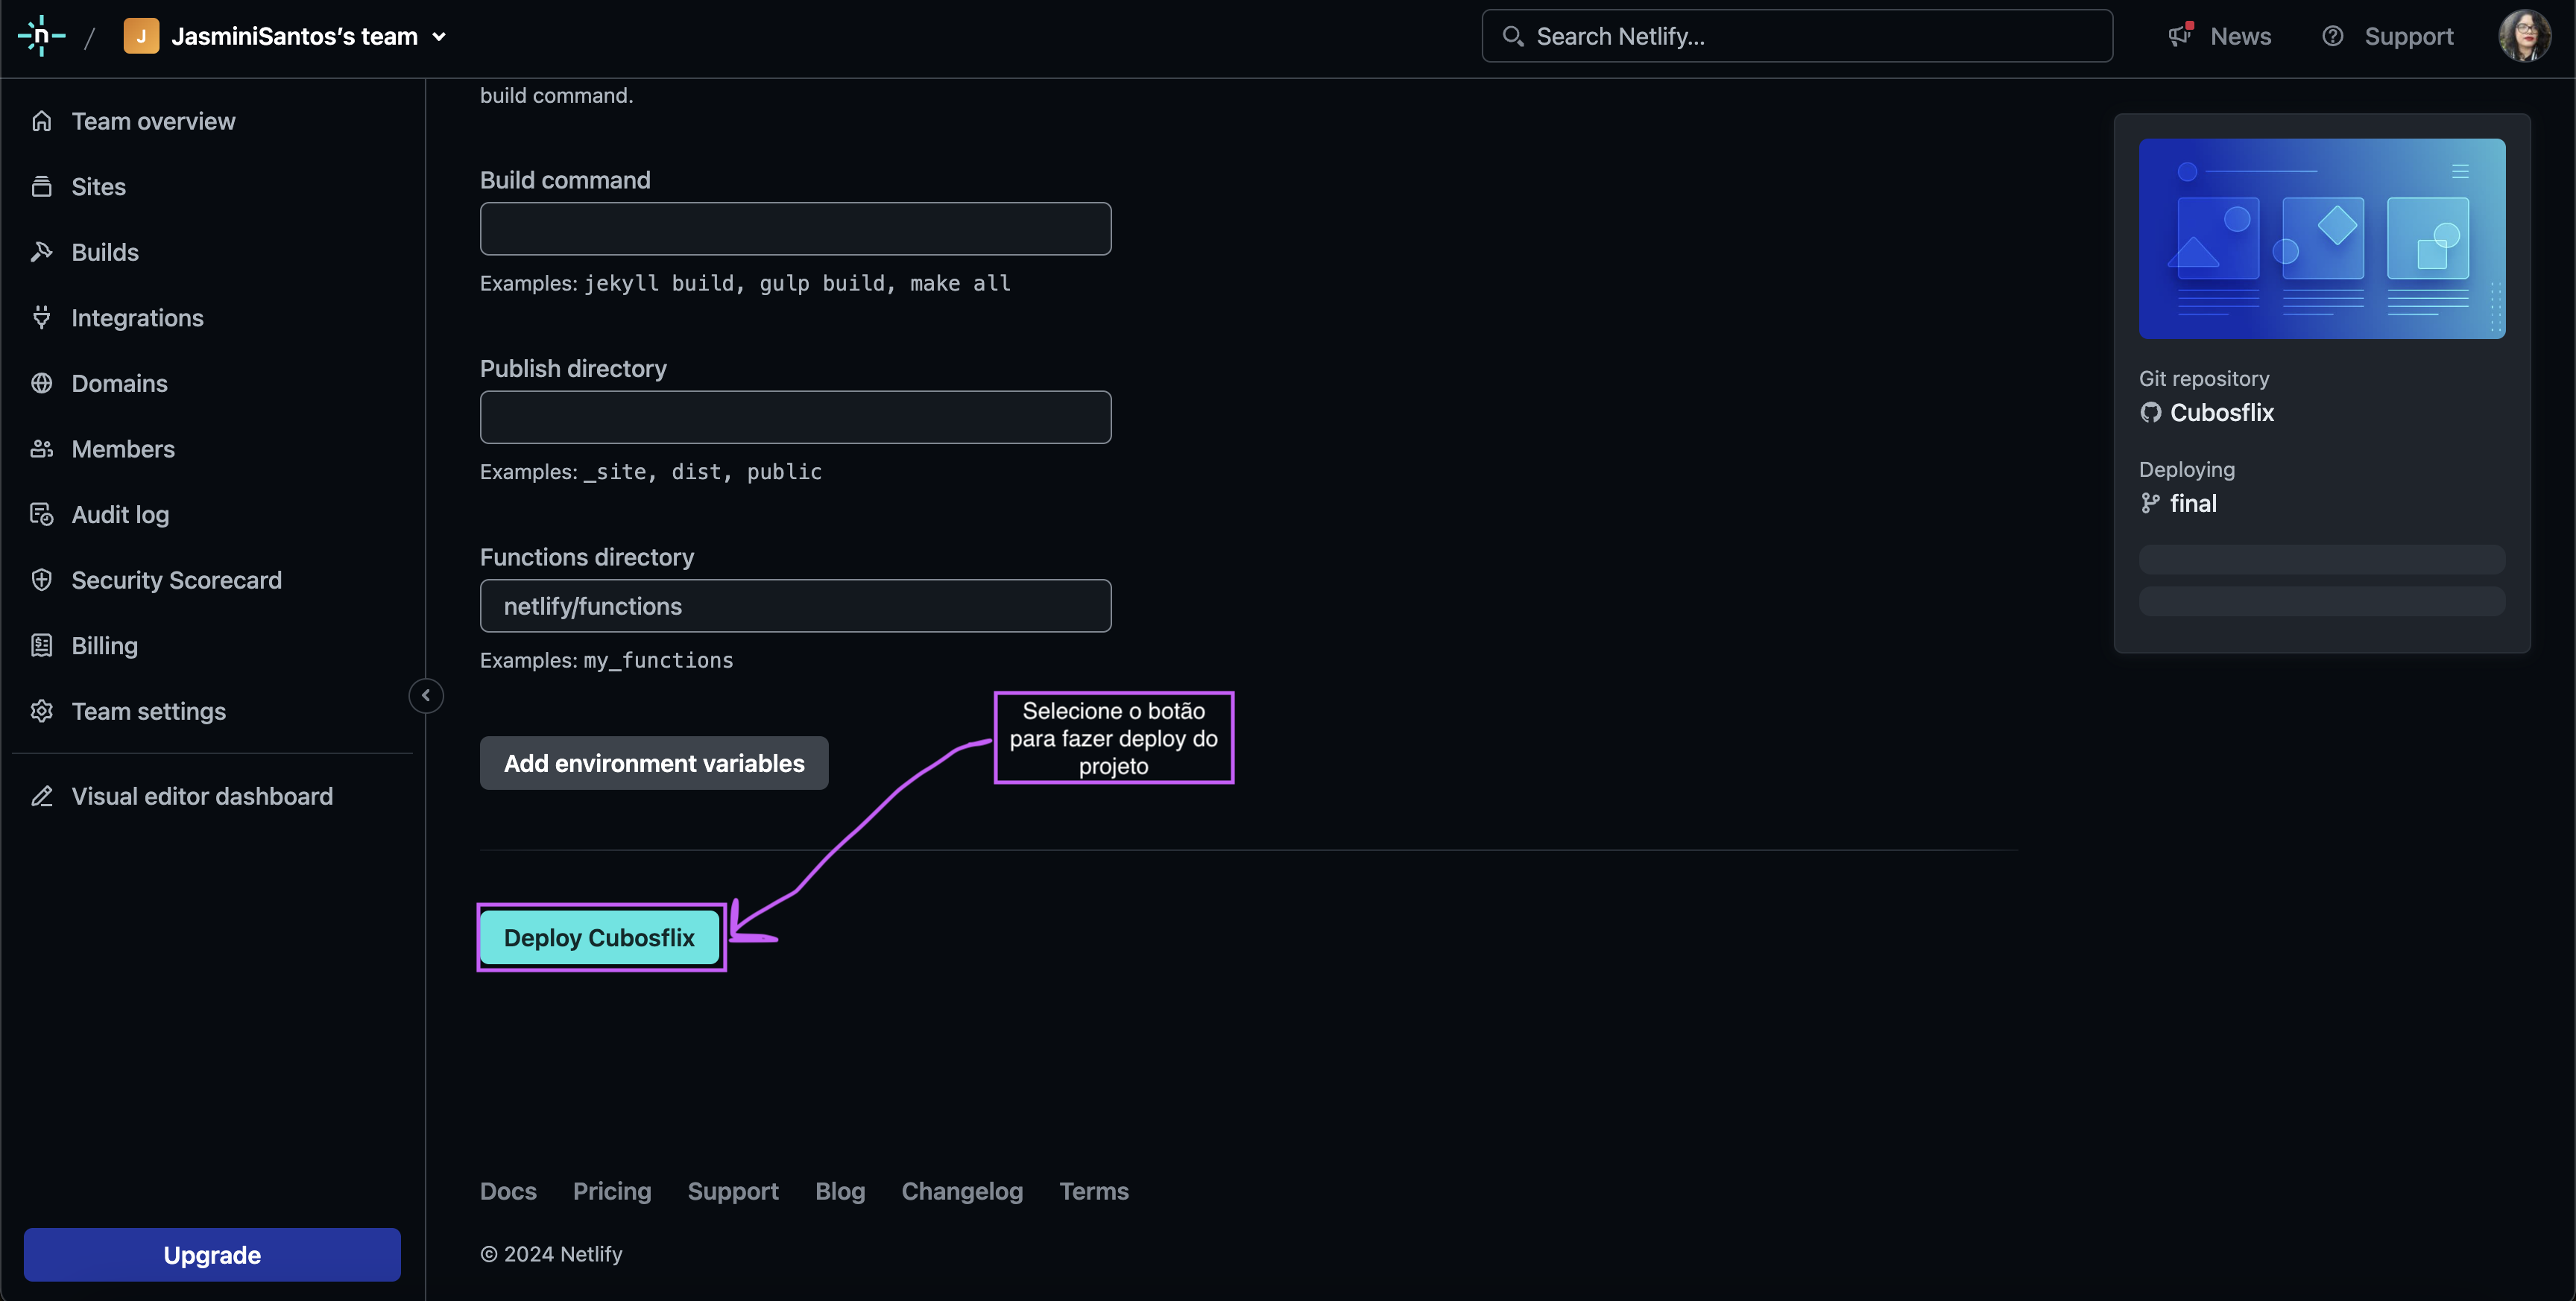 n / J JasminiSantos's team
Search Netlify...
News
Support
Team overview
Sites
Builds
Integrations
Domains
Members
Audit log
Security Scorecard
Billing
Team settings
Visual editor dashboard
Upgrade
build command.
Build command
Examples: jekyll build, gulp build, make all
Publish directory
Examples: _site, dist, public
Functions directory
netlify/functions
Examples: my_functions
Add environment variables
Selecione o botão
para fazer deploy do
projeto
Deploy Cubosflix
Git repository
Cubosflix
Deploying
final
Docs Pricing Support Blog Changelog Terms
© 2024 Netlify